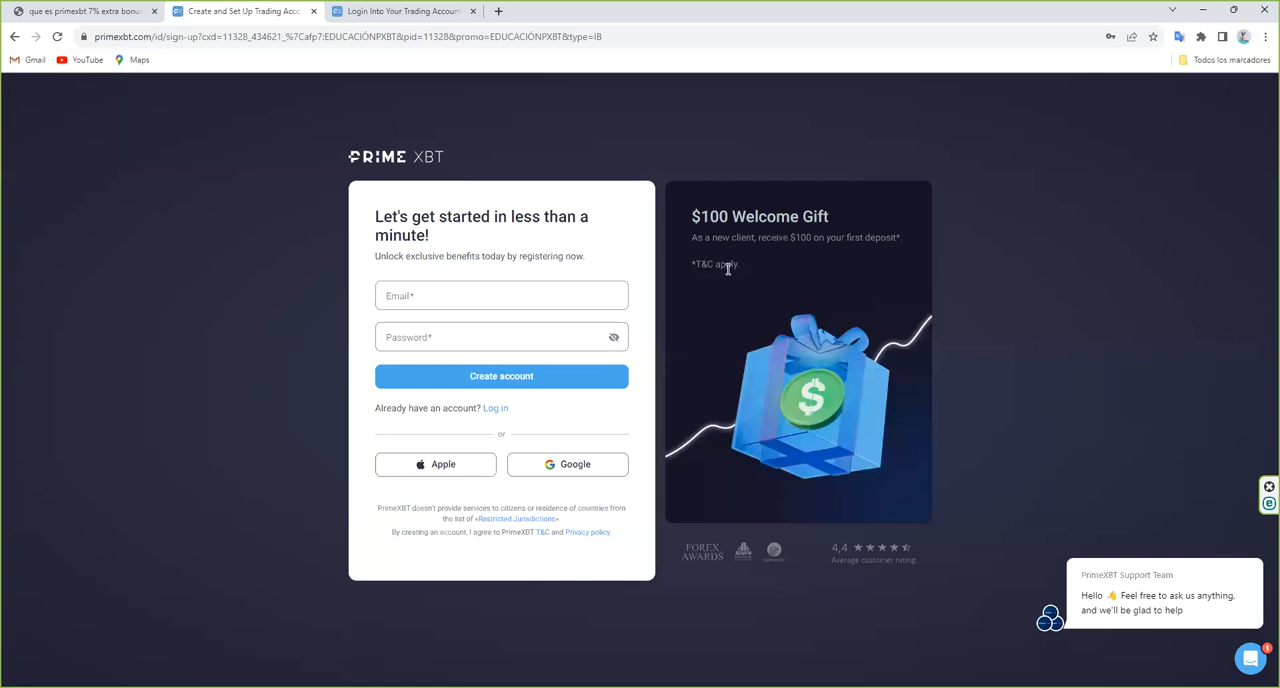 que es primexbt 7% extra bonus
Create and Set Up Trading Acco
Login Into Your Trading Account
primexbt.com/id/sign-up?cxd=11328_434621_%7Cafp7:EDUCACIÓNPXBT&pid=11328&promo=EDUCACIÓNPXBT&type=IB
Gmail YouTube Maps Todos los marcadores
PRIME XBT
Let's get started in less than a
minute!
Unlock exclusive benefits today by registering now.
Email*
Password*
Create account
Already have an account? Log in
or
Apple Google
PrimeXBT doesn't provide services to citizens or residence of countries from
the list of «Restricted Jurisdictions».
By creating an account, I agree to PrimeXBT T&C and Privacy policy.
$100 Welcome Gift
As a new client, receive $100 on your first deposit*.
*T&C apply.
$
FOREX
AWARDS
4,4
Average customer rating
PrimeXBT Support Team
Hello 👋 Feel free to ask us anything,
and we'll be glad to help
1